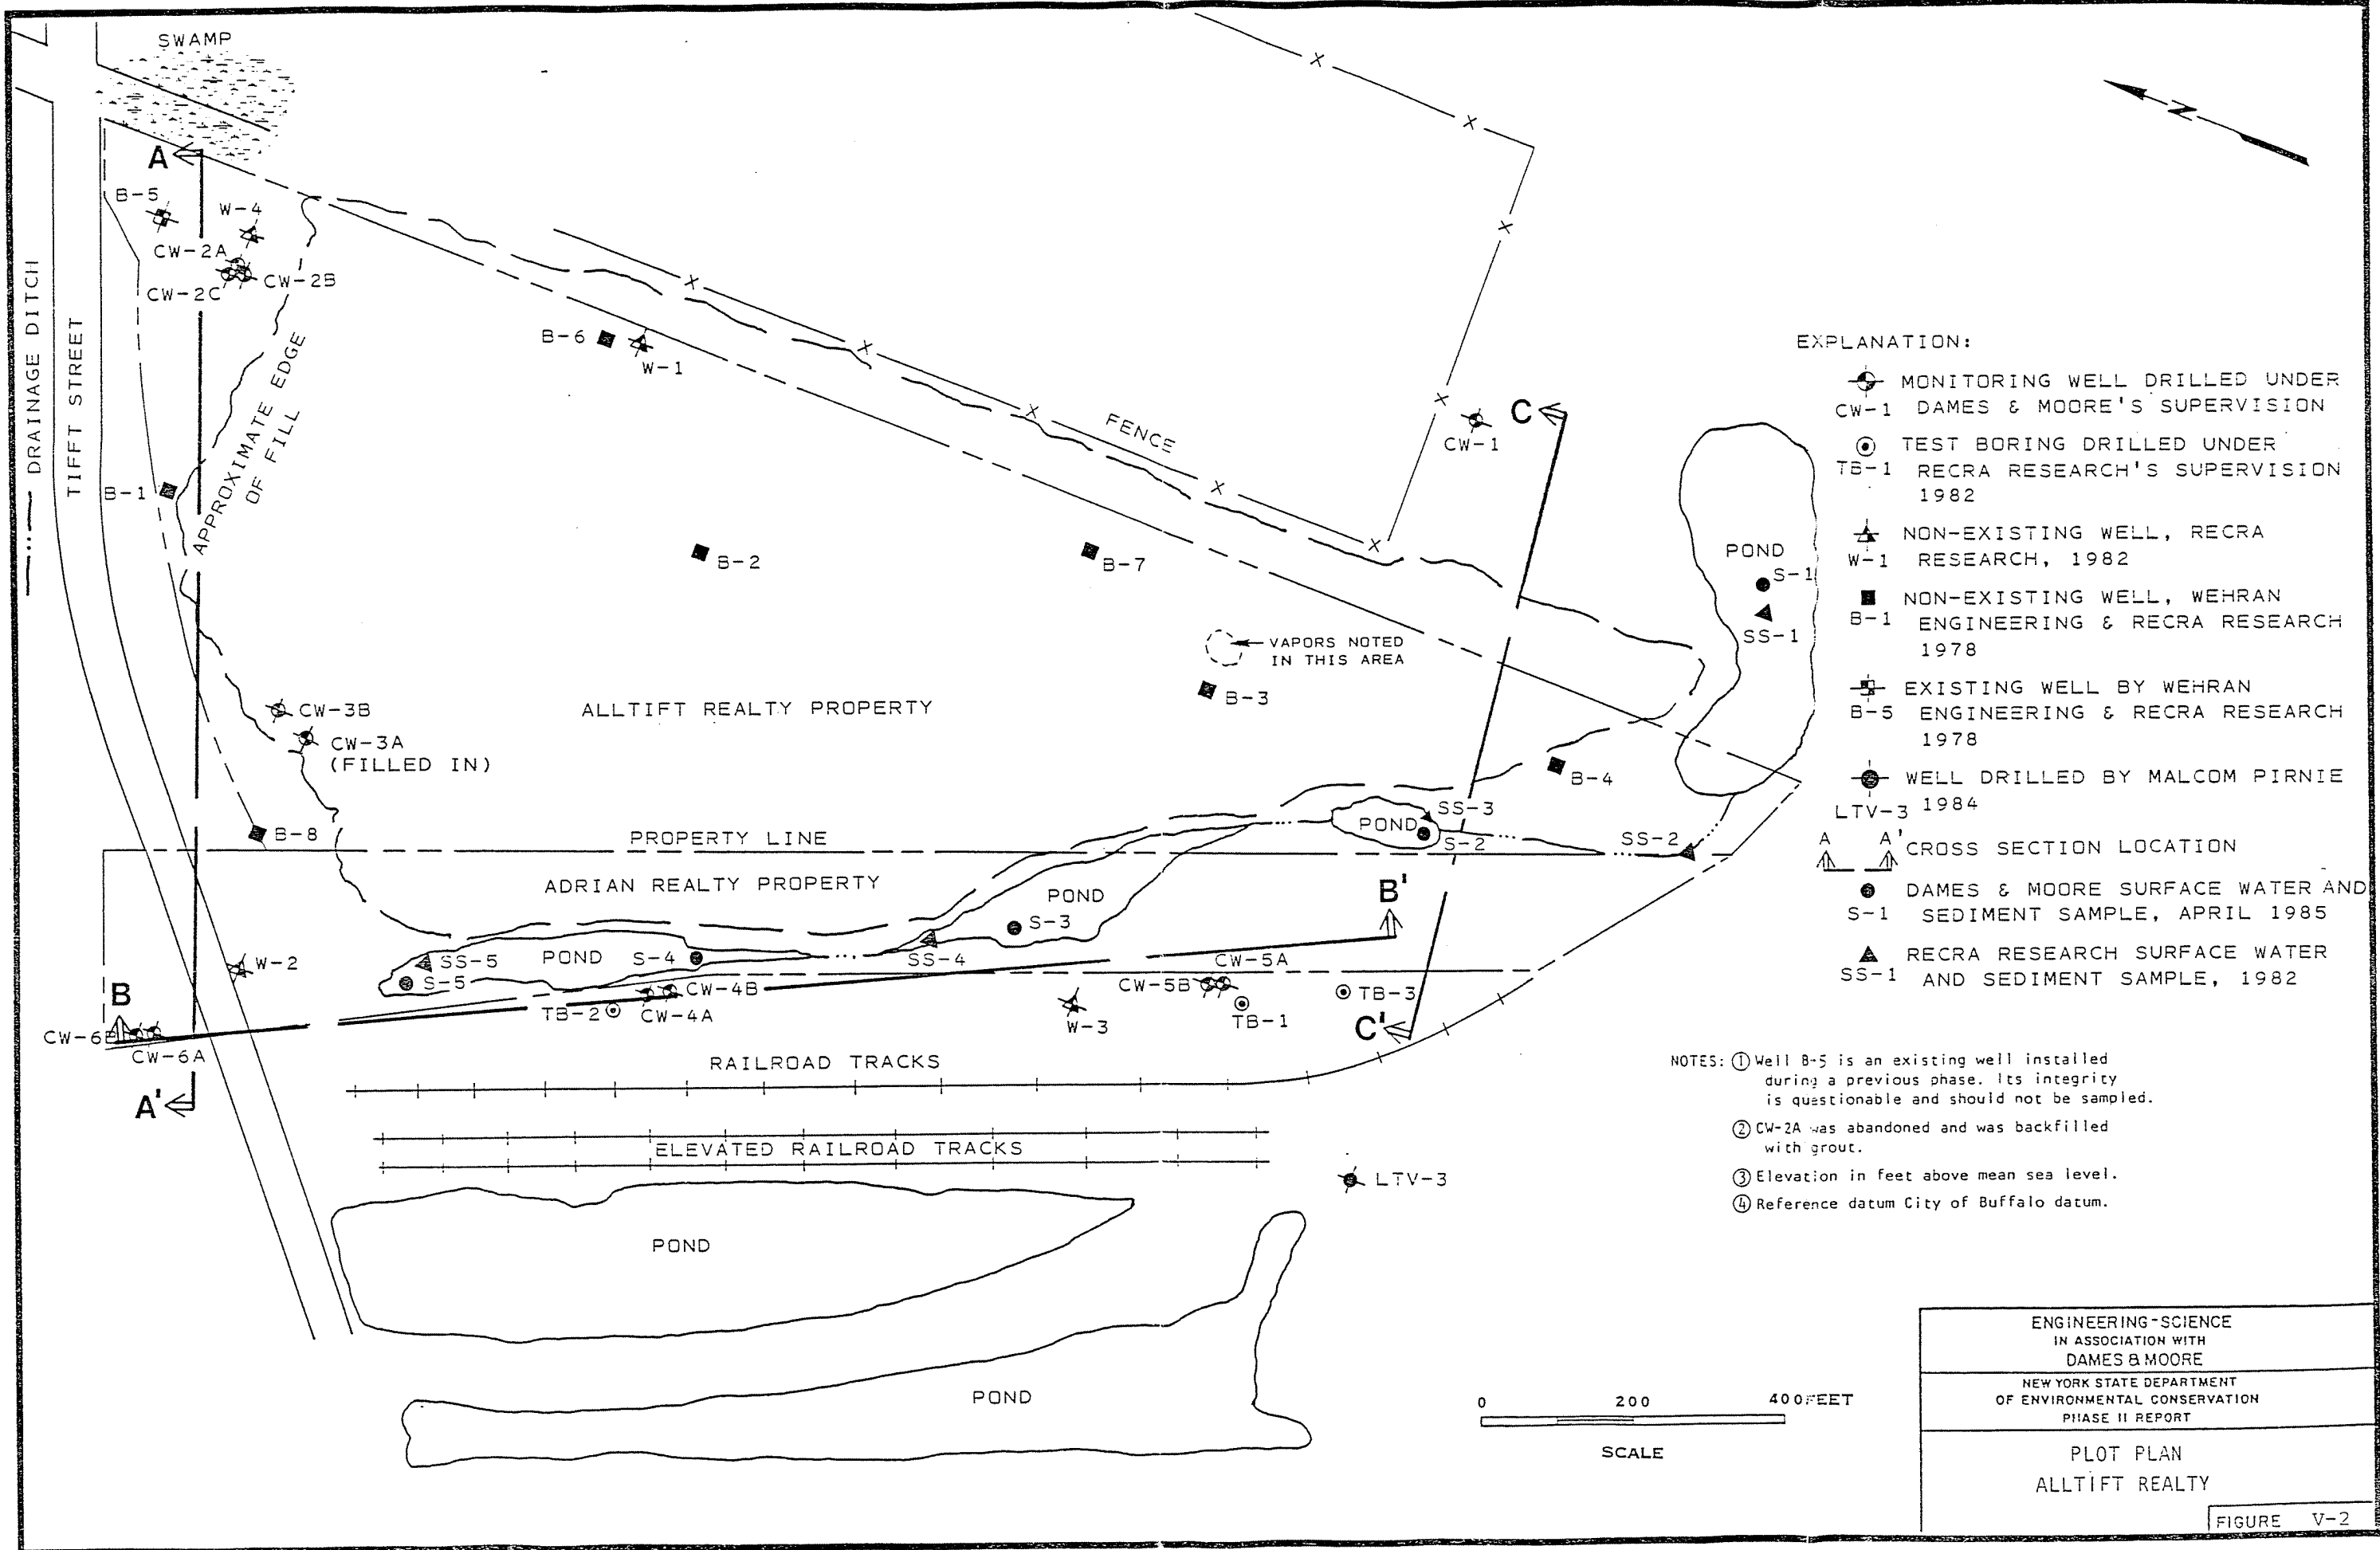 SWAMP
N
A
B-5
W-4
CW-2A
CW-2B
CW-2C
DRAINAGE DITCH
TIFFT STREET
APPROXIMATE EDGE
OF FILL
B-6
W-1
FENCE
C
CW-1
B-1
B-2
B-7
VAPORS NOTED
IN THIS AREA
B-3
POND
S-1
SS-1
CW-3B
CW-3A
(FILLED IN)
ALLTIFT REALTY PROPERTY
B-4
B-8
PROPERTY LINE
SS-3
POND
S-2
SS-2
ADRIAN REALTY PROPERTY
POND
S-3
B'
W-2
SS-5
POND
S-4
SS-4
CW-5A
S-5
CW-4B
CW-5B
TB-3
B
TB-2
CW-4A
W-3
TB-1
C'
CW-6B
CW-6A
A'
RAILROAD TRACKS
ELEVATED RAILROAD TRACKS
LTV-3
POND
POND
EXPLANATION:
MONITORING WELL DRILLED UNDER
CW-1 DAMES & MOORE'S SUPERVISION
TEST BORING DRILLED UNDER
TB-1 RECRA RESEARCH'S SUPERVISION
1982
NON-EXISTING WELL, RECRA
W-1 RESEARCH, 1982
NON-EXISTING WELL, WEHRAN
B-1 ENGINEERING & RECRA RESEARCH
1978
EXISTING WELL BY WEHRAN
B-5 ENGINEERING & RECRA RESEARCH
1978
WELL DRILLED BY MALCOM PIRNIE
LTV-3 1984
A A' CROSS SECTION LOCATION
DAMES & MOORE SURFACE WATER AND
S-1 SEDIMENT SAMPLE, APRIL 1985
RECRA RESEARCH SURFACE WATER
SS-1 AND SEDIMENT SAMPLE, 1982
NOTES: ① Well B-5 is an existing well installed
during a previous phase. Its integrity
is questionable and should not be sampled.
② CW-2A was abandoned and was backfilled
with grout.
③ Elevation in feet above mean sea level.
④ Reference datum City of Buffalo datum.
0 200 400 FEET
SCALE
ENGINEERING-SCIENCE
IN ASSOCIATION WITH
DAMES & MOORE
NEW YORK STATE DEPARTMENT
OF ENVIRONMENTAL CONSERVATION
PHASE II REPORT
PLOT PLAN
ALLTIFT REALTY
FIGURE V-2